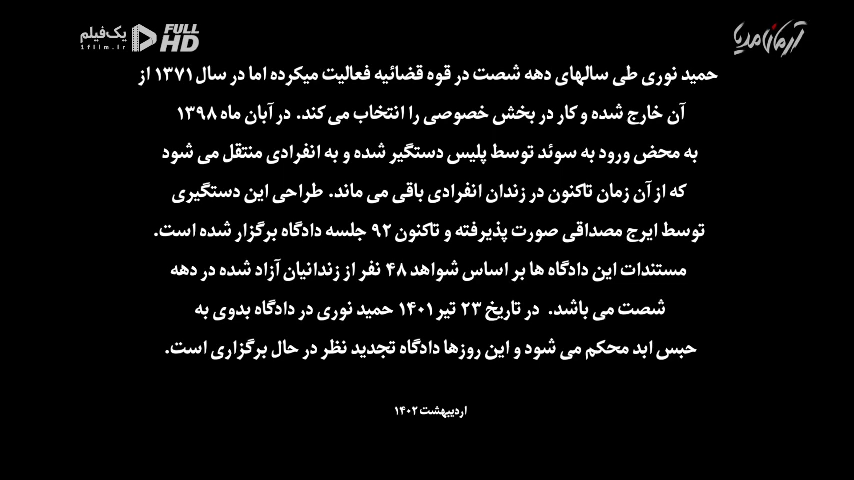 یک‌فیلم
1film.ir
FULL HD
آرمان مدیا
حمید نوری طی سالهای دهه شصت در قوه قضائیه فعالیت میکرده اما در سال ۱۳۷۱ از
آن خارج شده و کار در بخش خصوصی را انتخاب می کند. در آبان ماه ۱۳۹۸
به محض ورود به سوئد توسط پلیس دستگیر شده و به انفرادی منتقل می شود
که از آن زمان تاکنون در زندان انفرادی باقی می ماند. طراحی این دستگیری
توسط ایرج مصداقی صورت پذیرفته و تاکنون ۹۲ جلسه دادگاه برگزار شده است.
مستندات این دادگاه ها بر اساس شواهد ۴۸ نفر از زندانیان آزاد شده در دهه
شصت می باشد. در تاریخ ۲۳ تیر ۱۴۰۱ حمید نوری در دادگاه بدوی به
حبس ابد محکم می شود و این روزها دادگاه تجدید نظر در حال برگزاری است.
اردیبهشت ۱۴۰۲